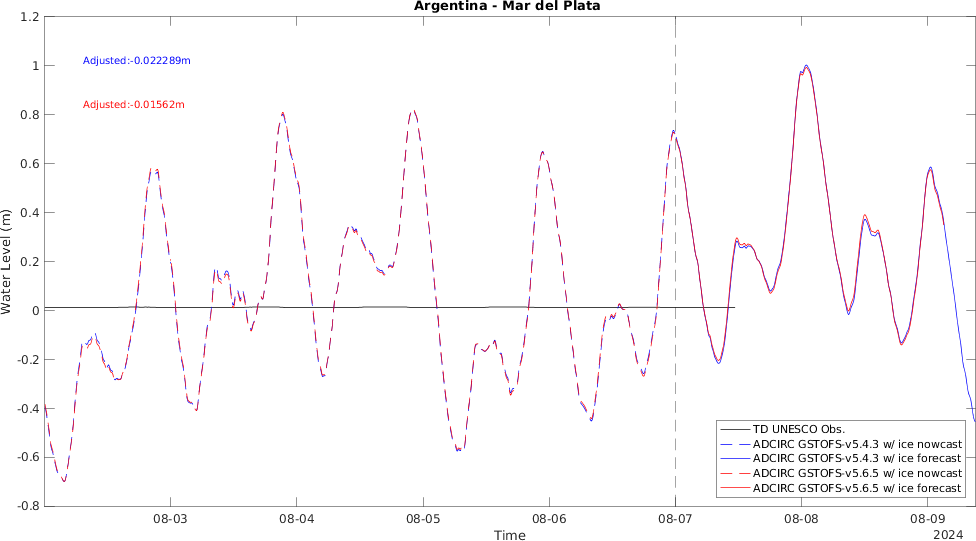 Argentina - Mar del Plata
Adjusted:-0.022289m
Adjusted:-0.01562m
Water Level (m)
1.2
1
0.8
0.6
0.4
0.2
0
-0.2
-0.4
-0.6
-0.8
TD UNESCO Obs.
ADCIRC GSTOFS-v5.4.3 w/ ice nowcast
ADCIRC GSTOFS-v5.4.3 w/ ice forecast
ADCIRC GSTOFS-v5.6.5 w/ ice nowcast
ADCIRC GSTOFS-v5.6.5 w/ ice forecast
08-03 08-04 08-05 08-06 08-07 08-08 08-09
Time
2024